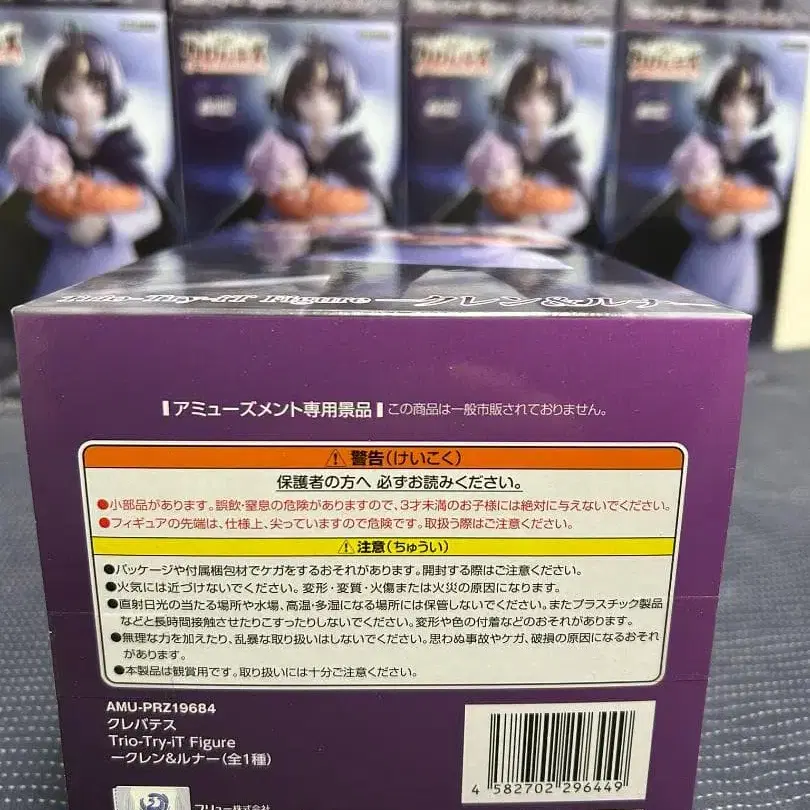 Trio-Try-iT Figure ークレン&ルナー
アミューズメント専用景品 この商品は一般市販されておりません。
警告(けいこく)
保護者の方へ 必ずお読みください。
●小部品があります。誤飲・窒息の危険がありますので、3才未満のお子様には絶対に与えないでください。
●フィギュアの先端は、仕様上、尖っていますので危険です。取扱う際はご注意ください。
注意(ちゅうい)
●パッケージや付属梱包材でケガをするおそれがあります。開封する際はご注意ください。
●火気には近づけないでください。変形・変質・火傷または火災の原因になります。
●直射日光の当たる場所や水場、高温・多湿になる場所には保管しないでください。またプラスチック製品
などと長時間接触させたりこすったりしないでください。変形や色の付着などのおそれがあります。
●無理な力を加えたり、乱暴な取り扱いはしないでください。思わぬ事故やケガ、破損の原因になるおそれ
があります。
●本製品は観賞用です。取り扱いには十分ご注意ください。
AMU-PRZ19684
クレバテス
Trio-Try-iT Figure
ークレン&ルナー(全1種)
4 582702 296449
フリュー株式会社